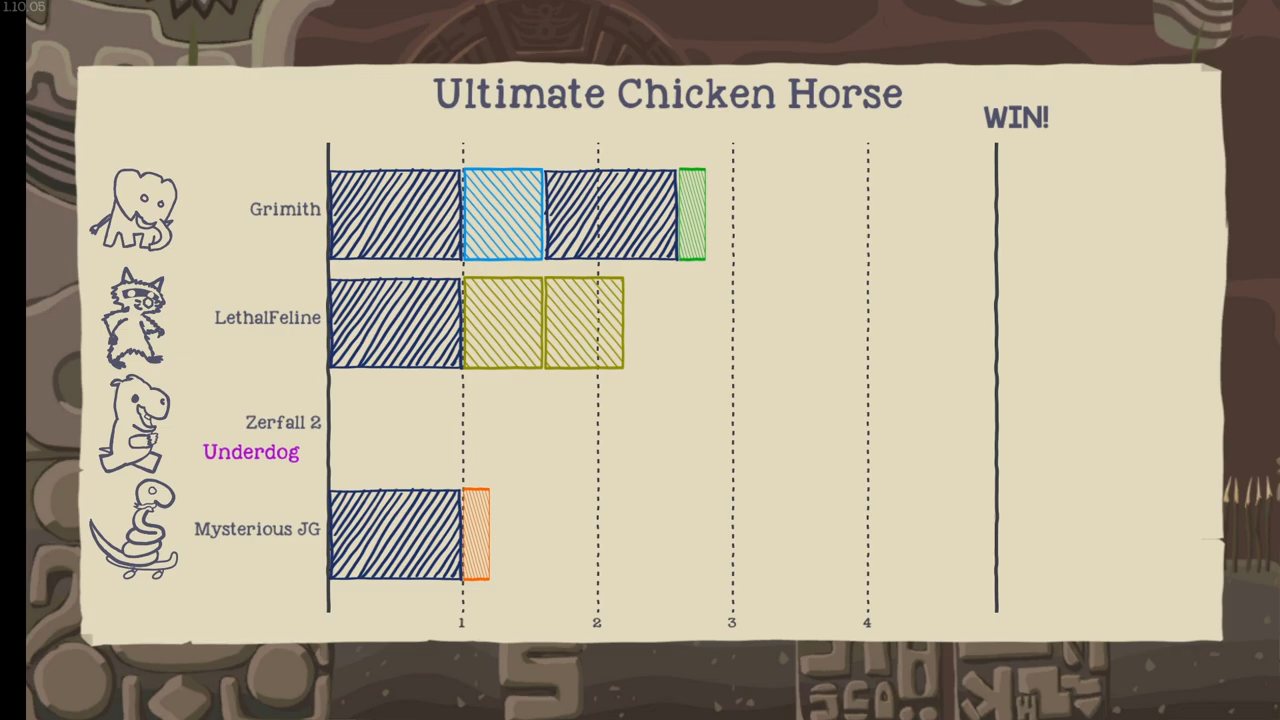 1.10.05
Ultimate Chicken Horse
WIN!
Grimith
LethalFeline
Zerfall 2
Underdog
Mysterious JG
1 2 3 4